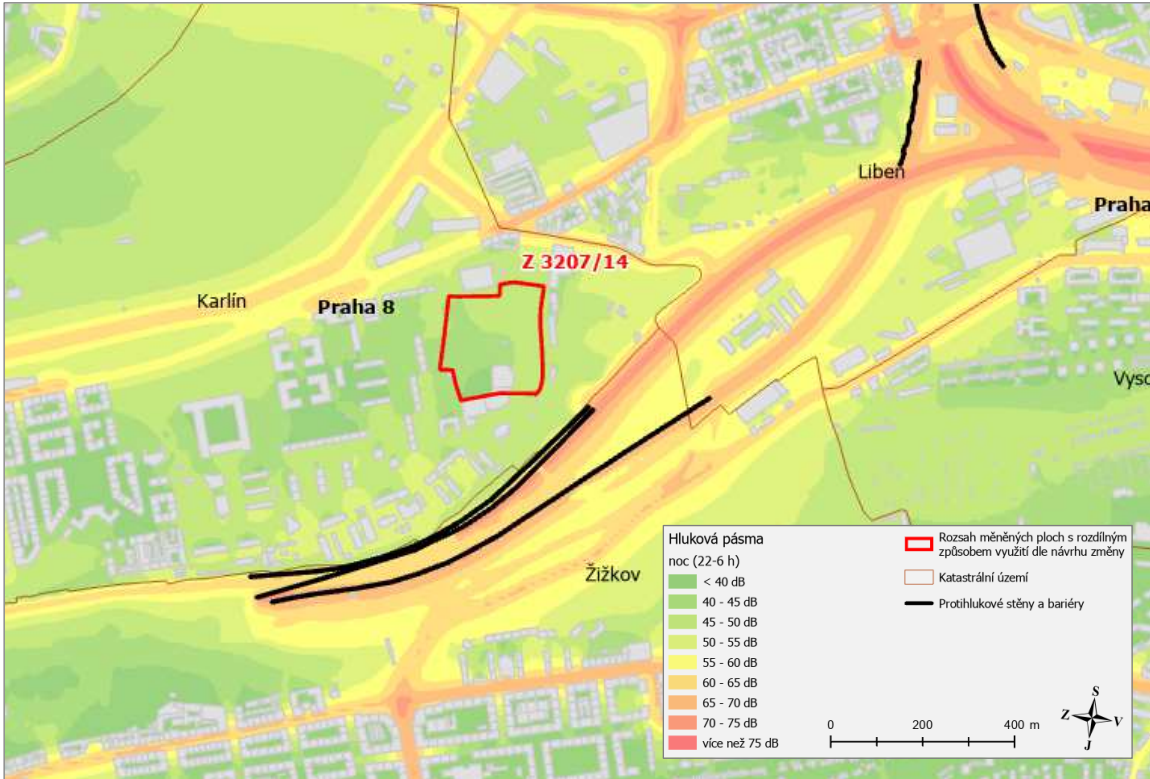 Libeň
Praha
Z 3207/14
Karlín
Praha 8
Vysc
Žižkov
Hluková pásma
noc (22-6 h)
< 40 dB
40 - 45 dB
45 - 50 dB
50 - 55 dB
55 - 60 dB
60 - 65 dB
65 - 70 dB
70 - 75 dB
více než 75 dB
Rozsah měněných ploch s rozdílným
způsobem využití dle návrhu změny
Katastrální území
Protihlukové stěny a bariéry
0 200 400 m
S
Z V
J